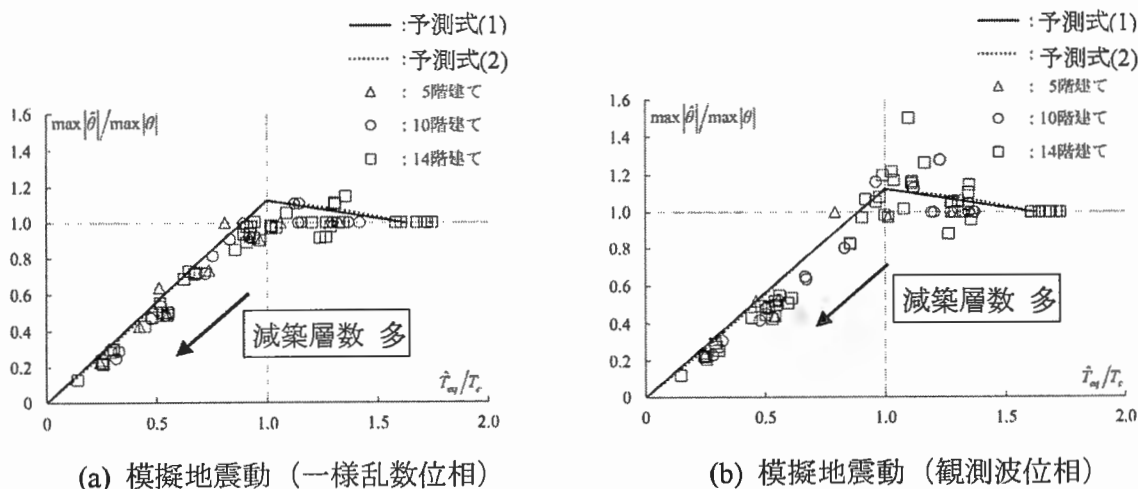 — :予測式(1)
······· :予測式(2)
△ : 5階建て
○ :10階建て
□ :14階建て
max|θ̂|/max|θ|
1.6
1.4
1.2
1.0
0.8
0.6
0.4
0.2
0
減築層数 多
T̂eq/Tc
0
0.5
1.0
1.5
2.0
(a) 模擬地震動（一様乱数位相）
— :予測式(1)
······· :予測式(2)
△ : 5階建て
○ :10階建て
□ :14階建て
max|θ̂|/max|θ|
1.6
1.4
1.2
1.0
0.8
0.6
0.4
0.2
0
減築層数 多
T̂eq/Tc
0
0.5
1.0
1.5
2.0
(b) 模擬地震動（観測波位相）